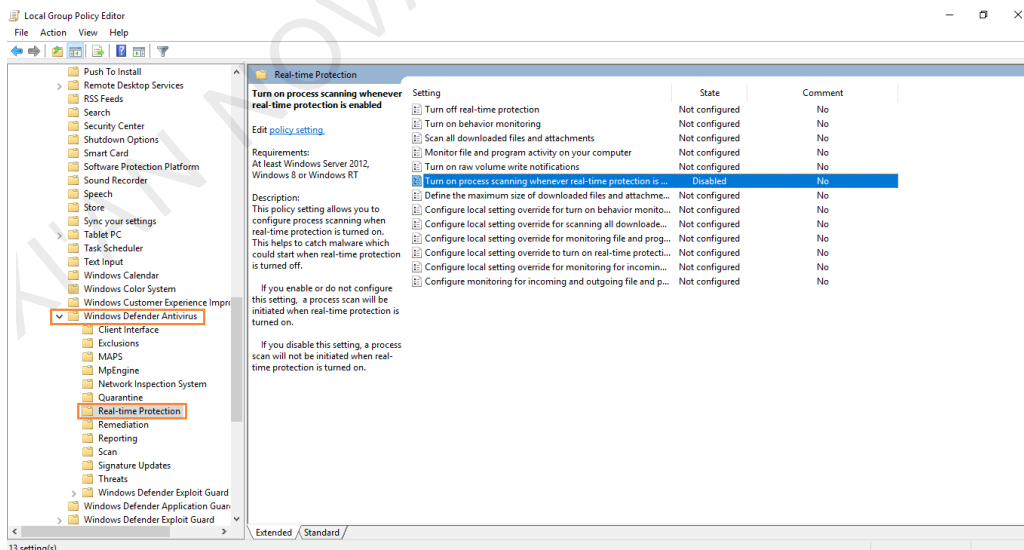 Local Group Policy Editor
File Action View Help
Push To Install
Remote Desktop Services
RSS Feeds
Search
Security Center
Shutdown Options
Smart Card
Software Protection Platform
Sound Recorder
Speech
Store
Sync your settings
Tablet PC
Task Scheduler
Text Input
Windows Calendar
Windows Color System
Windows Customer Experience Impr
Windows Defender Antivirus
Client Interface
Exclusions
MAPS
MpEngine
Network Inspection System
Quarantine
Real-time Protection
Remediation
Reporting
Scan
Signature Updates
Threats
Windows Defender Exploit Guard
Windows Defender Application Guar
Windows Defender Exploit Guard
Real-time Protection
Turn on process scanning whenever
real-time protection is enabled
Edit policy setting
Requirements:
At least Windows Server 2012,
Windows 8 or Windows RT
Description:
This policy setting allows you to
configure process scanning when
real-time protection is turned on.
This helps to catch malware which
could start when real-time protection
is turned off.
If you enable or do not configure
this setting, a process scan will be
initiated when real-time protection is
turned on.
If you disable this setting, a process
scan will not be initiated when real-
time protection is turned on.
Setting State Comment
Turn off real-time protection Not configured No
Turn on behavior monitoring Not configured No
Scan all downloaded files and attachments Not configured No
Monitor file and program activity on your computer Not configured No
Turn on raw volume write notifications Not configured No
Turn on process scanning whenever real-time protection is ... Disabled No
Define the maximum size of downloaded files and attachme... Not configured No
Configure local setting override for turn on behavior monito... Not configured No
Configure local setting override for scanning all downloade... Not configured No
Configure local setting override for monitoring file and prog... Not configured No
Configure local setting override to turn on real-time protecti... Not configured No
Configure local setting override for monitoring for incomin... Not configured No
Configure monitoring for incoming and outgoing file and p... Not configured No
Extended Standard
13 setting(s)